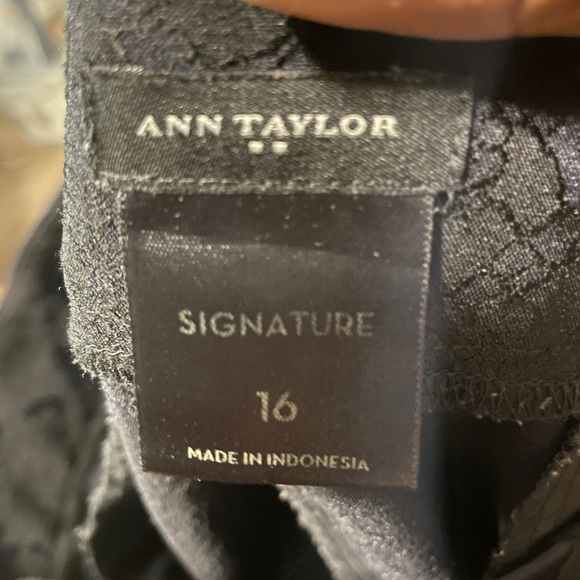 ANN TAYLOR
SIGNATURE
16
MADE IN INDONESIA